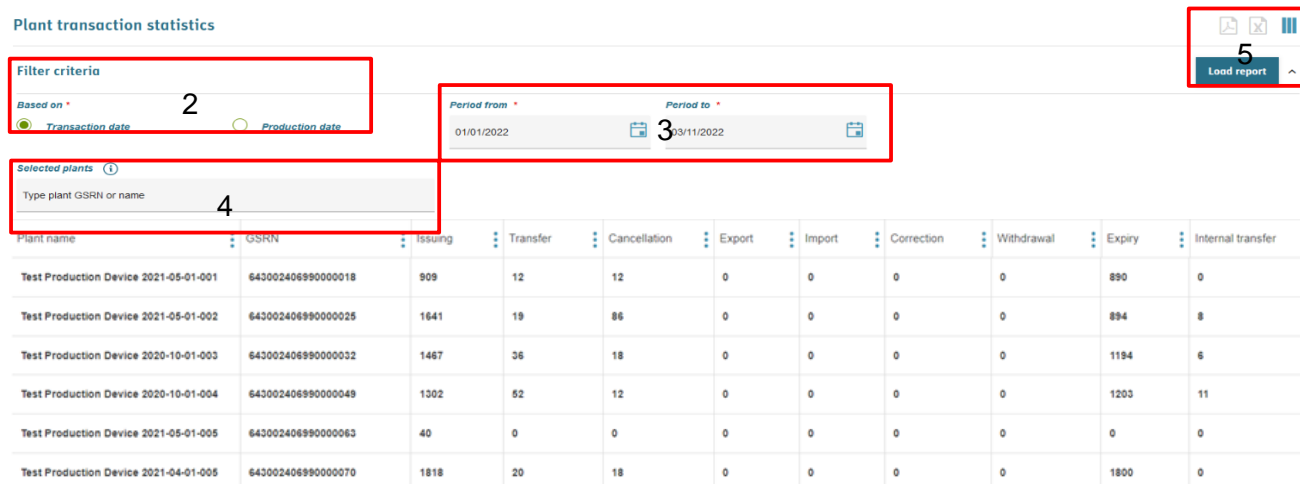 Plant transaction statistics
5
Filter criteria
Load report
2
Based on *
Transaction date
Production date
Period from *
Period to *
01/01/2022
3
03/11/2022
Selected plants
Type plant GSRN or name
4
Plant name GSRN Issuing Transfer Cancellation Export Import Correction Withdrawal Expiry Internal transfer
Test Production Device 2021-05-01-001 643002406990000018 909 12 12 0 0 0 0 890 0
Test Production Device 2021-05-01-002 643002406990000025 1641 19 86 0 0 0 0 894 8
Test Production Device 2020-10-01-003 643002406990000032 1467 36 18 0 0 0 0 1194 6
Test Production Device 2020-10-01-004 643002406990000049 1302 52 12 0 0 0 0 1203 11
Test Production Device 2021-05-01-005 643002406990000063 40 0 0 0 0 0 0 0 0
Test Production Device 2021-04-01-005 643002406990000070 1818 20 18 0 0 0 0 1800 0